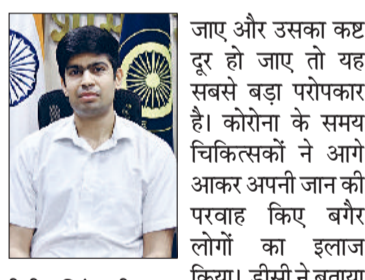 जाए और उसका कष्ट
दूर हो जाए तो यह
सबसे बड़ा परोपकार
है। कोरोना के समय
चिकित्सकों ने आगे
आकर अपनी जान की
परवाह किए बगैर
लोगों का इलाज
किया। डीसी ने बताया